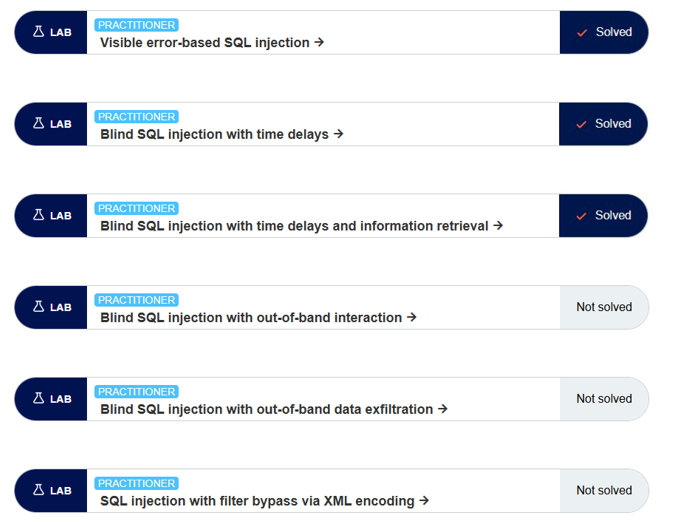 PRACTITIONER
LAB Visible error-based SQL injection → Solved
PRACTITIONER
LAB Blind SQL injection with time delays → Solved
PRACTITIONER
LAB Blind SQL injection with time delays and information retrieval → Solved
PRACTITIONER
LAB Blind SQL injection with out-of-band interaction → Not solved
PRACTITIONER
LAB Blind SQL injection with out-of-band data exfiltration → Not solved
PRACTITIONER
LAB SQL injection with filter bypass via XML encoding → Not solved